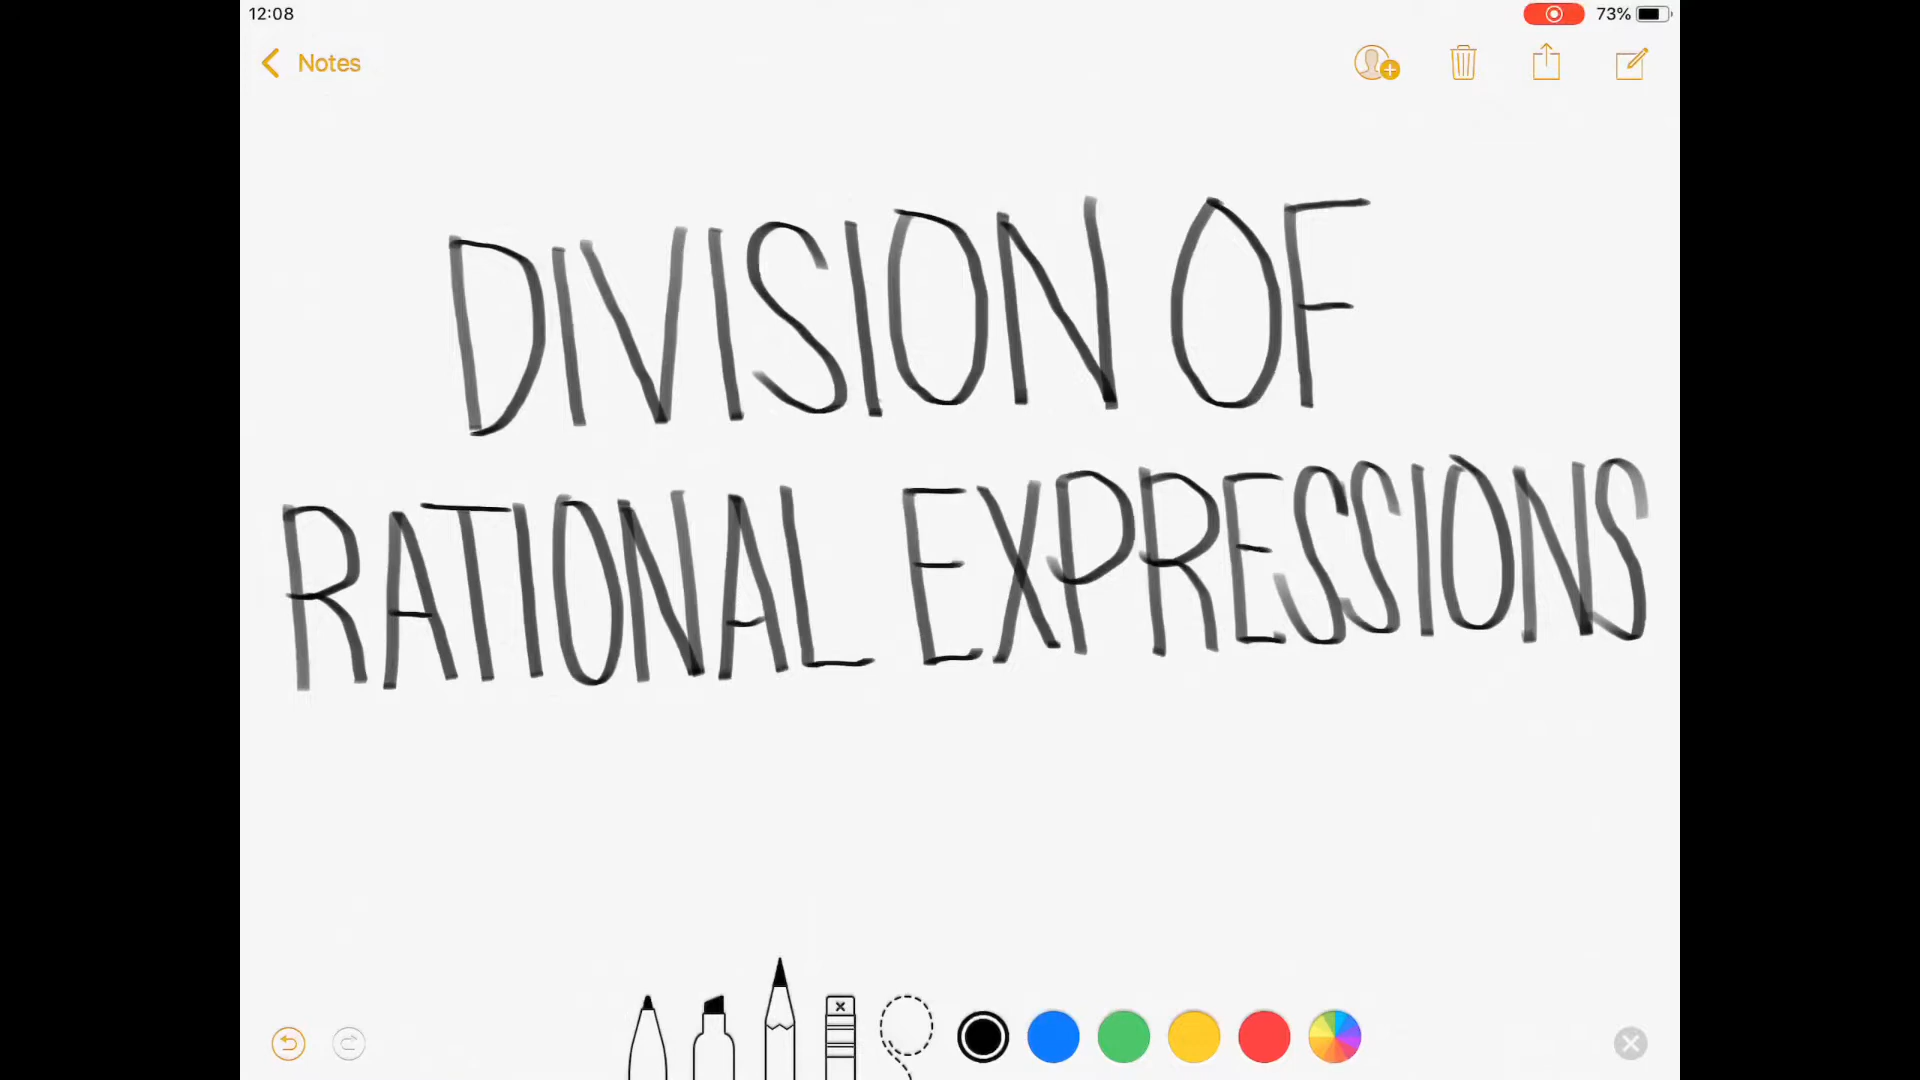 12:08
73%
Notes
DIVISION OF
RATIONAL EXPRESSIONS